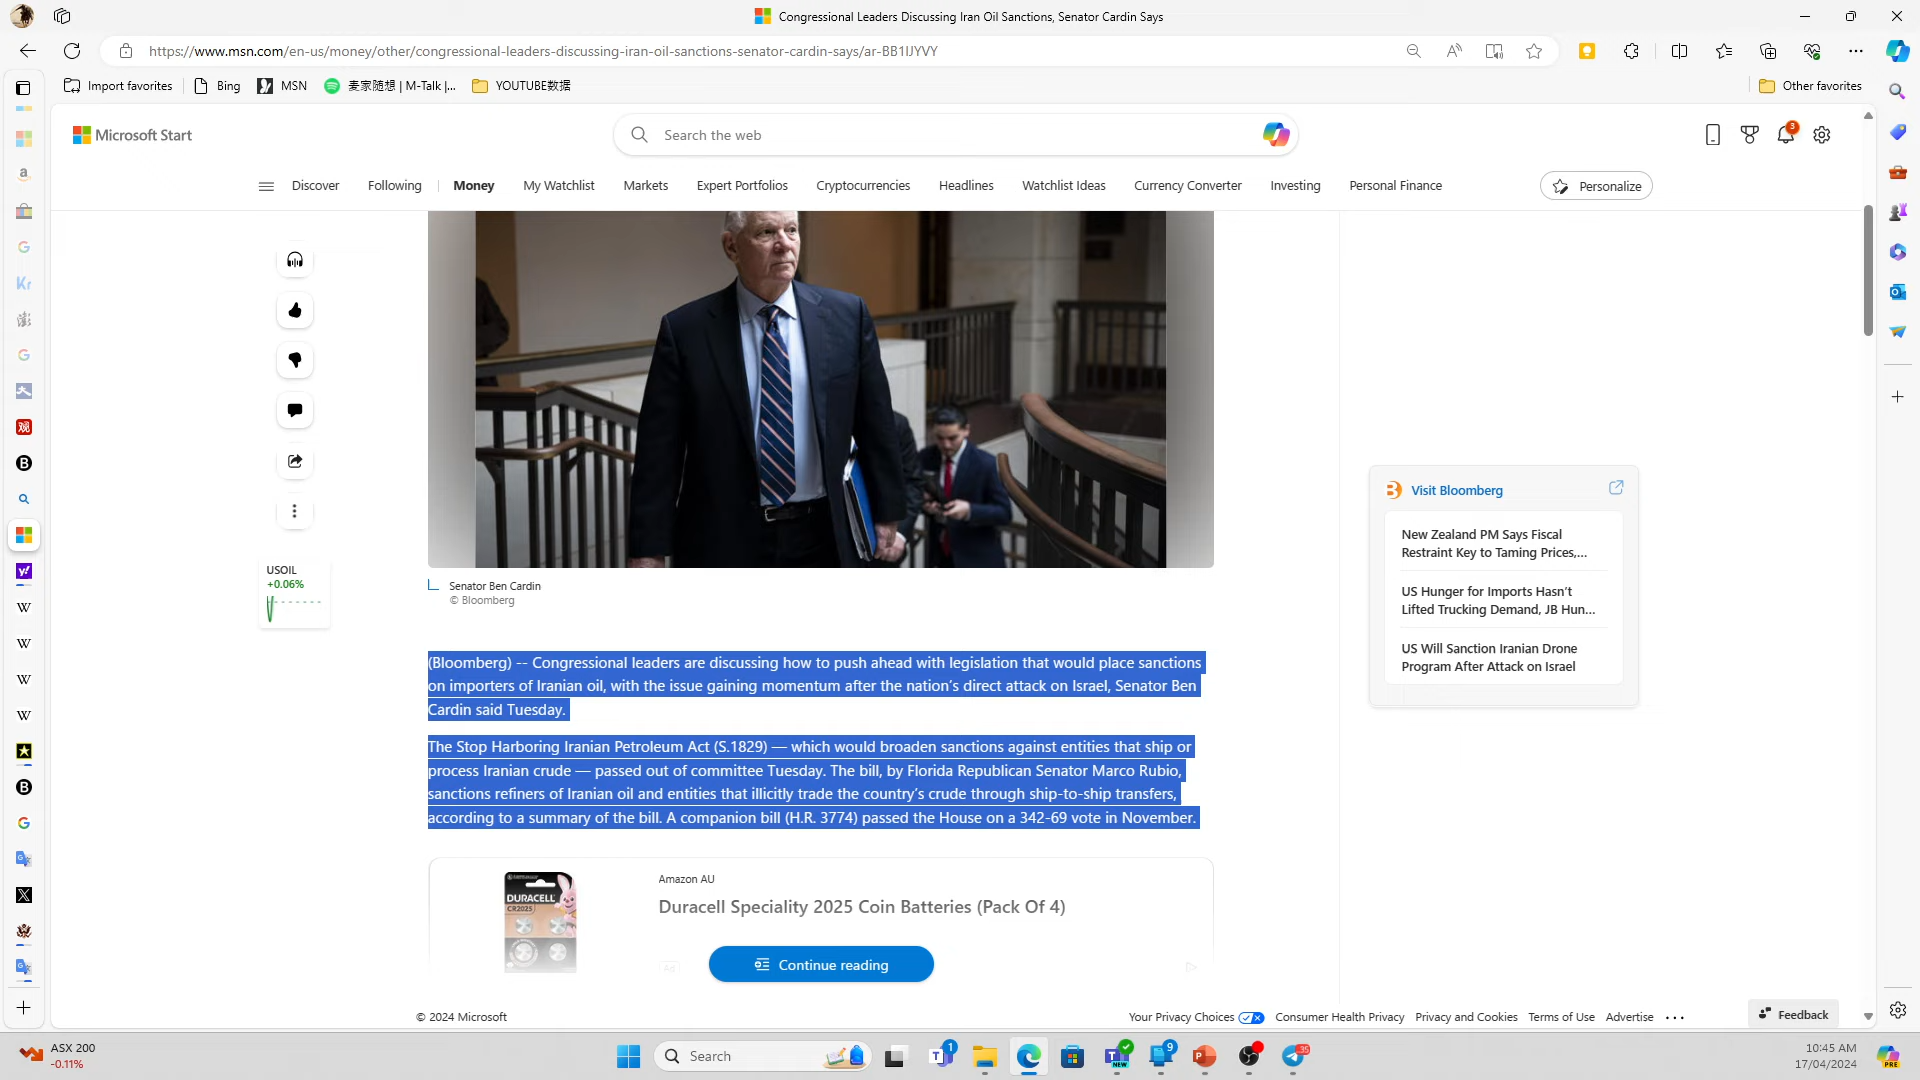 Congressional Leaders Discussing Iran Oil Sanctions, Senator Cardin Says
https://www.msn.com/en-us/money/other/congressional-leaders-discussing-iran-oil-sanctions-senator-cardin-says/ar-BB1lJYVY
Import favorites
Bing
MSN
麦家随想 | M-Talk |...
YOUTUBE数据
Other favorites
Microsoft Start
Search the web
3
Discover
Following
Money
My Watchlist
Markets
Expert Portfolios
Cryptocurrencies
Headlines
Watchlist Ideas
Currency Converter
Investing
Personal Finance
Personalize
USOIL
+0.06%
Senator Ben Cardin
© Bloomberg
(Bloomberg) -- Congressional leaders are discussing how to push ahead with legislation that would place sanctions
on importers of Iranian oil, with the issue gaining momentum after the nation's direct attack on Israel, Senator Ben
Cardin said Tuesday.
The Stop Harboring Iranian Petroleum Act (S.1829) — which would broaden sanctions against entities that ship or
process Iranian crude — passed out of committee Tuesday. The bill, by Florida Republican Senator Marco Rubio,
sanctions refiners of Iranian oil and entities that illicitly trade the country's crude through ship-to-ship transfers,
according to a summary of the bill. A companion bill (H.R. 3774) passed the House on a 342-69 vote in November.
Visit Bloomberg
New Zealand PM Says Fiscal
Restraint Key to Taming Prices,...
US Hunger for Imports Hasn't
Lifted Trucking Demand, JB Hun...
US Will Sanction Iranian Drone
Program After Attack on Israel
DURACELL
CR2025
Amazon AU
Duracell Speciality 2025 Coin Batteries (Pack Of 4)
Ad
Continue reading
© 2024 Microsoft
Your Privacy Choices
Consumer Health Privacy
Privacy and Cookies
Terms of Use
Advertise
...
Feedback
ASX 200
-0.11%
Search
1
NEW
9
35
10:45 AM
17/04/2024
PRE